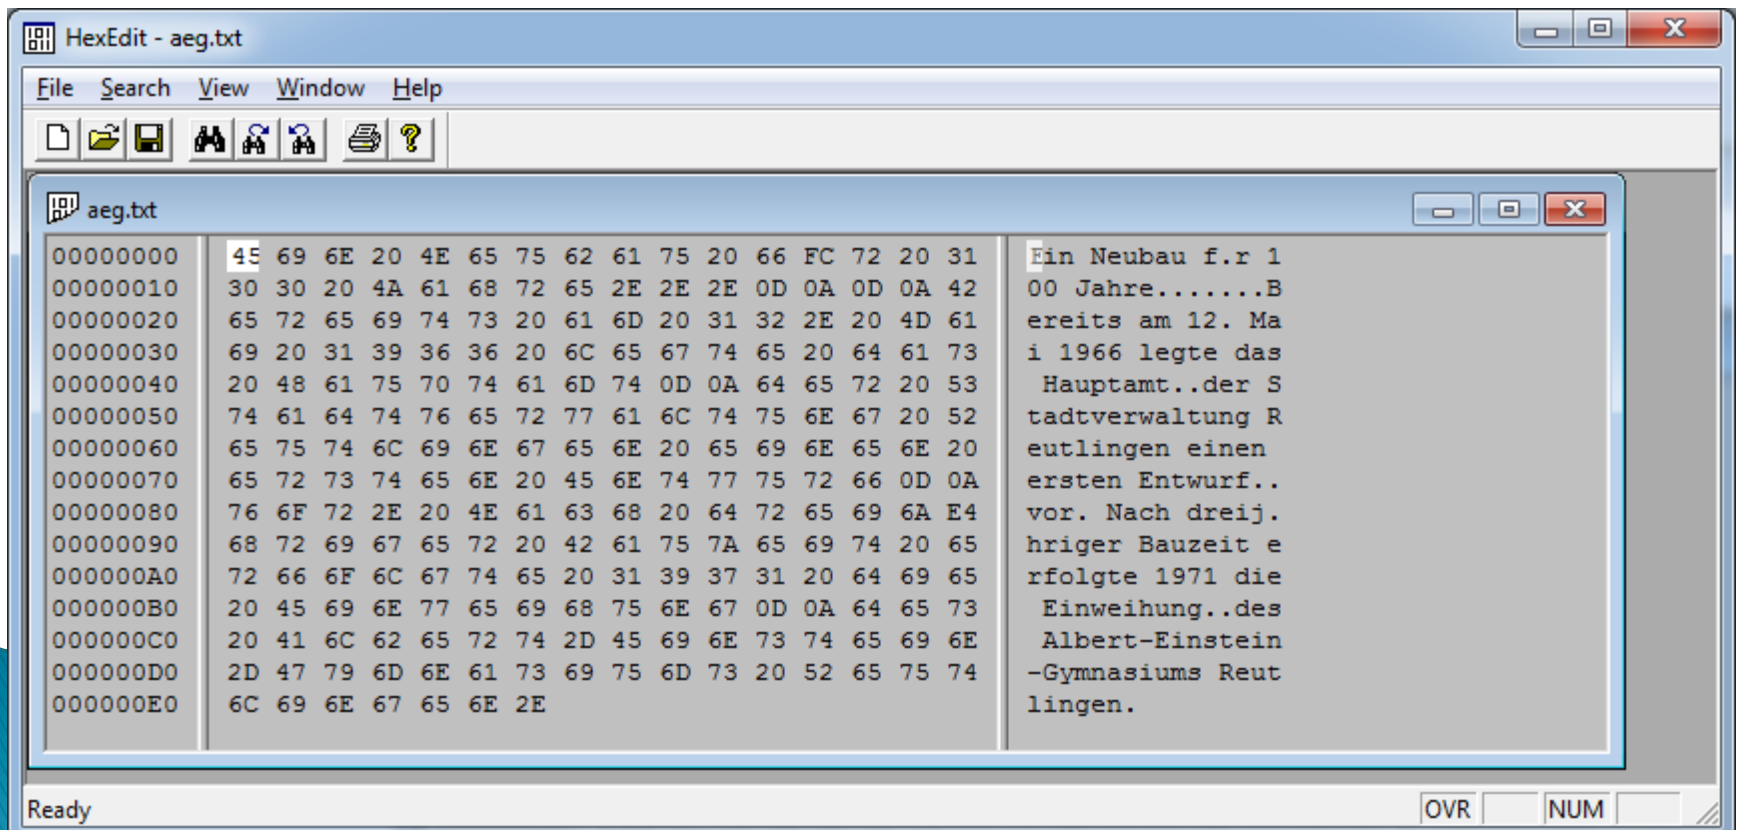 HexEdit - aeg.txt
File Search View Window Help
aeg.txt
00000000 45 69 6E 20 4E 65 75 62 61 75 20 66 FC 72 20 31 Ein Neubau f.r 1
00000010 30 30 20 4A 61 68 72 65 2E 2E 2E 0D 0A 0D 0A 42 00 Jahre.......B
00000020 65 72 65 69 74 73 20 61 6D 20 31 32 2E 20 4D 61 ereits am 12. Ma
00000030 69 20 31 39 36 36 20 6C 65 67 74 65 20 64 61 73 i 1966 legte das
00000040 20 48 61 75 70 74 61 6D 74 0D 0A 64 65 72 20 53 Hauptamt..der S
00000050 74 61 64 74 76 65 72 77 61 6C 74 75 6E 67 20 52 tadtverwaltung R
00000060 65 75 74 6C 69 6E 67 65 6E 20 65 69 6E 65 6E 20 eutlingen einen
00000070 65 72 73 74 65 6E 20 45 6E 74 77 75 72 66 0D 0A ersten Entwurf..
00000080 76 6F 72 2E 20 4E 61 63 68 20 64 72 65 69 6A E4 vor. Nach dreij.
00000090 68 72 69 67 65 72 20 42 61 75 7A 65 69 74 20 65 hriger Bauzeit e
000000A0 72 66 6F 6C 67 74 65 20 31 39 37 31 20 64 69 65 rfolgte 1971 die
000000B0 20 45 69 6E 77 65 69 68 75 6E 67 0D 0A 64 65 73 Einweihung..des
000000C0 20 41 6C 62 65 72 74 2D 45 69 6E 73 74 65 69 6E Albert-Einstein
000000D0 2D 47 79 6D 6E 61 73 69 75 6D 73 20 52 65 75 74 -Gymnasiums Reut
000000E0 6C 69 6E 67 65 6E 2E lingen.
Ready OVR NUM